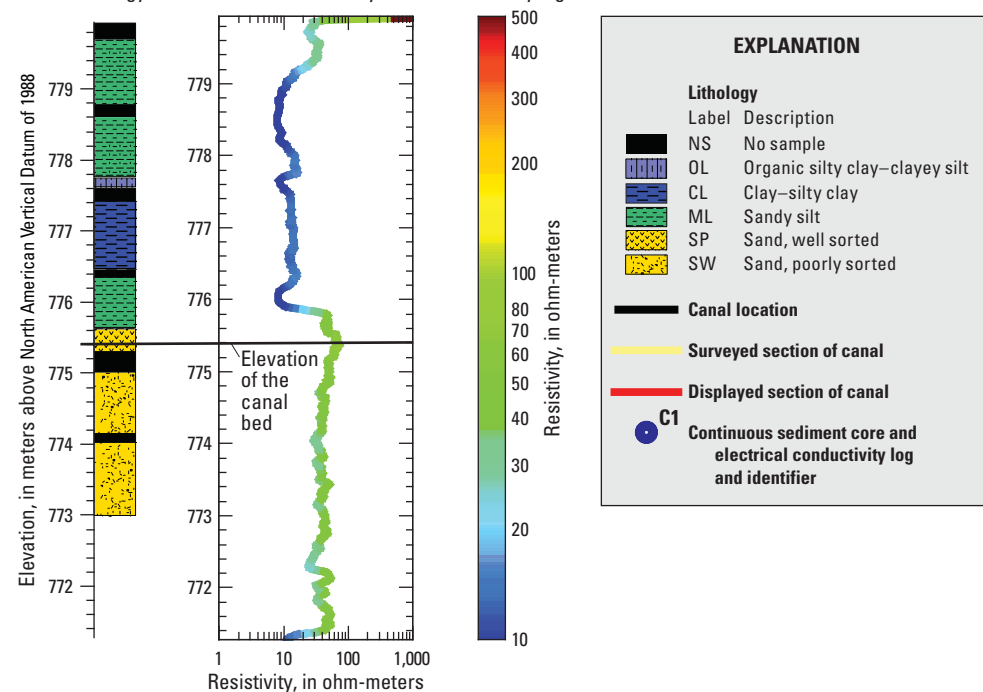 Elevation, in meters above North American Vertical Datum of 1988
779
778
777
776
775
774
773
772
779
778
777
776
775
774
773
772
Elevation
of the
canal
bed
1
10
100
1,000
Resistivity, in ohm-meters
500
400
300
200
100
80
70
60
50
40
30
20
10
Resistivity, in ohm-meters
EXPLANATION
Lithology
Label Description
NS No sample
OL Organic silty clay–clayey silt
CL Clay–silty clay
ML Sandy silt
SP Sand, well sorted
SW Sand, poorly sorted
Canal location
Surveyed section of canal
Displayed section of canal
C1
Continuous sediment core and
electrical conductivity log
and identifier